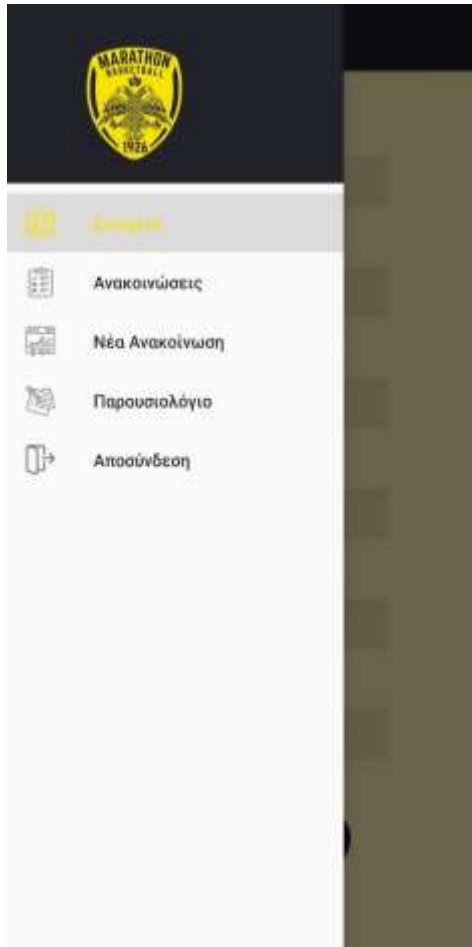 MARATHON
BASKETBALL
1926
Ανακοινώσεις
Νέα Ανακοίνωση
Παρουσιολόγιο
Αποσύνδεση